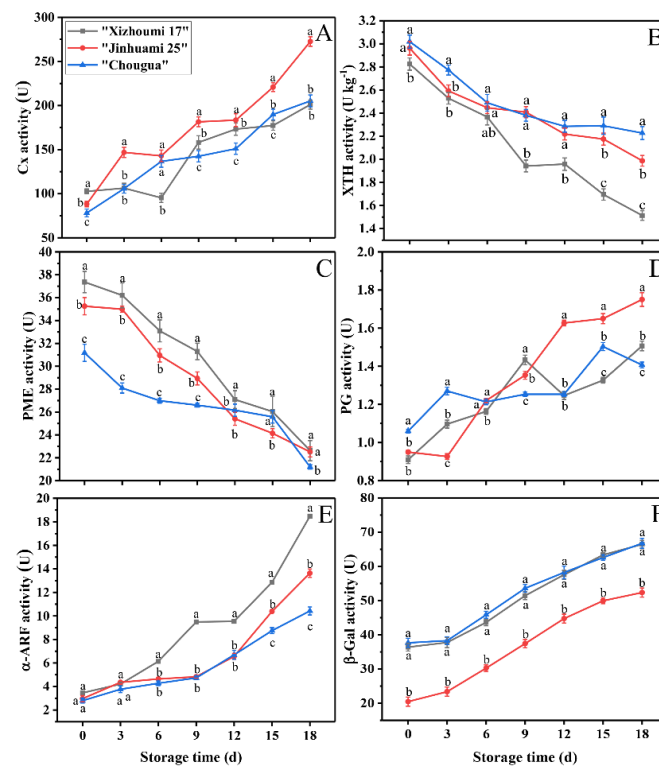 A
"Xizhoumi 17"
"Jinhuami 25"
"Chougua"
Cx activity (U)
300
250
200
150
100
50
a b c
a b b
a a b
a b c
a b c
a b b
a b b
B
XTH activity (U kg⁻¹)
3.2
3.0
2.8
2.6
2.4
2.2
2.0
1.8
1.6
1.4
a a b
a b b
a a ab
a a b
C
PME activity (U)
40
38
36
34
32
30
28
26
24
22
20
a b c
a b c
a b c
a b c
a b b
a a b
a a b
D
PG activity (U)
2.0
1.8
1.6
1.4
1.2
1.0
0.8
a b b
a b c
a a b
a b c
a b b
a b c
a b c
E
α-ARF activity (U)
20
18
16
14
12
10
8
6
4
2
a a a
a a a
a b b
a b b
a b b
a b c
a b c
0 3 6 9 12 15 18
Storage time (d)
F
β-Gal activity (U)
80
70
60
50
40
30
20
a a b
a a b
a a b
a a b
a a b
a a b
a a b
0 3 6 9 12 15 18
Storage time (d)